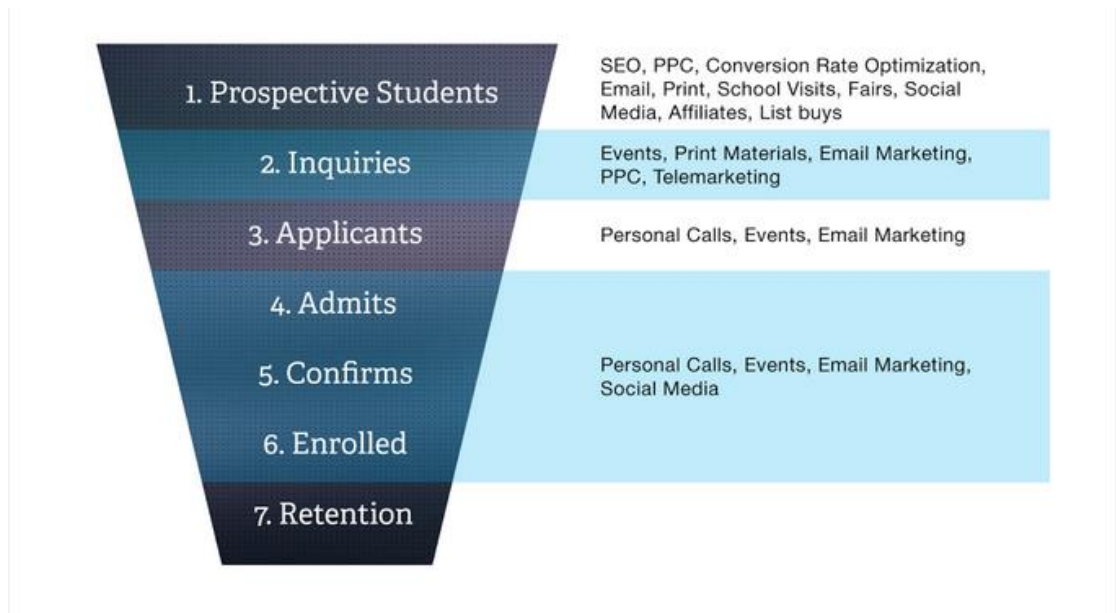 1. Prospective Students
SEO, PPC, Conversion Rate Optimization,
Email, Print, School Visits, Fairs, Social
Media, Affiliates, List buys
2. Inquiries
Events, Print Materials, Email Marketing,
PPC, Telemarketing
3. Applicants
Personal Calls, Events, Email Marketing
4. Admits
5. Confirms
Personal Calls, Events, Email Marketing,
Social Media
6. Enrolled
7. Retention